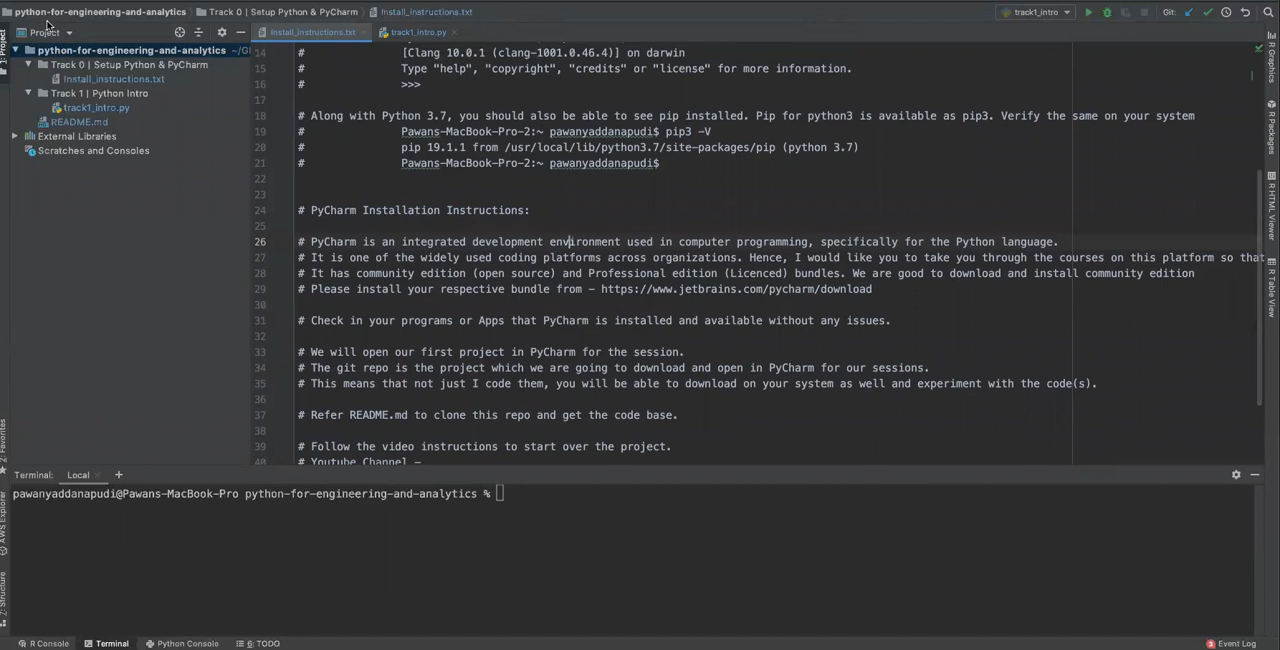 python-for-engineering-and-analytics Track 0 | Setup Python & PyCharm Install_instructions.txt track1_intro Git:
Project Install_instructions.txt track1_intro.py
python-for-engineering-and-analytics
Track 0 | Setup Python & PyCharm
Install_instructions.txt
Track 1 | Python Intro
track1_intro.py
README.md
External Libraries
Scratches and Consoles
14 # [Clang 10.0.1 (clang-1001.0.46.4)] on darwin
15 # Type "help", "copyright", "credits" or "license" for more information.
16 # >>>
17
18 # Along with Python 3.7, you should also be able to see pip installed. Pip for python3 is available as pip3. Verify the same on your system
19 # Pawans-MacBook-Pro-2:~ pawanyaddanapudi$ pip3 -V
20 # pip 19.1.1 from /usr/local/lib/python3.7/site-packages/pip (python 3.7)
21 # Pawans-MacBook-Pro-2:~ pawanyaddanapudi$
22
23
24 # PyCharm Installation Instructions:
25
26 # PyCharm is an integrated development environment used in computer programming, specifically for the Python language.
27 # It is one of the widely used coding platforms across organizations. Hence, I would like you to take you through the courses on this platform so that
28 # It has community edition (open source) and Professional edition (Licenced) bundles. We are good to download and install community edition
29 # Please install your respective bundle from - https://www.jetbrains.com/pycharm/download
30
31 # Check in your programs or Apps that PyCharm is installed and available without any issues.
32
33 # We will open our first project in PyCharm for the session.
34 # The git repo is the project which we are going to download and open in PyCharm for our sessions.
35 # This means that not just I code them, you will be able to download on your system as well and experiment with the code(s).
36
37 # Refer README.md to clone this repo and get the code base.
38
39 # Follow the video instructions to start over the project.
40 # Youtube Channel -
Terminal: Local +
pawanyaddanapudi@Pawans-MacBook-Pro python-for-engineering-and-analytics %
R Console Terminal Python Console 6: TODO Event Log
Project
2: Favorites
AWS Explorer
Z: Structure
R Graphics
R Packages
R HTML Viewer
R Table View